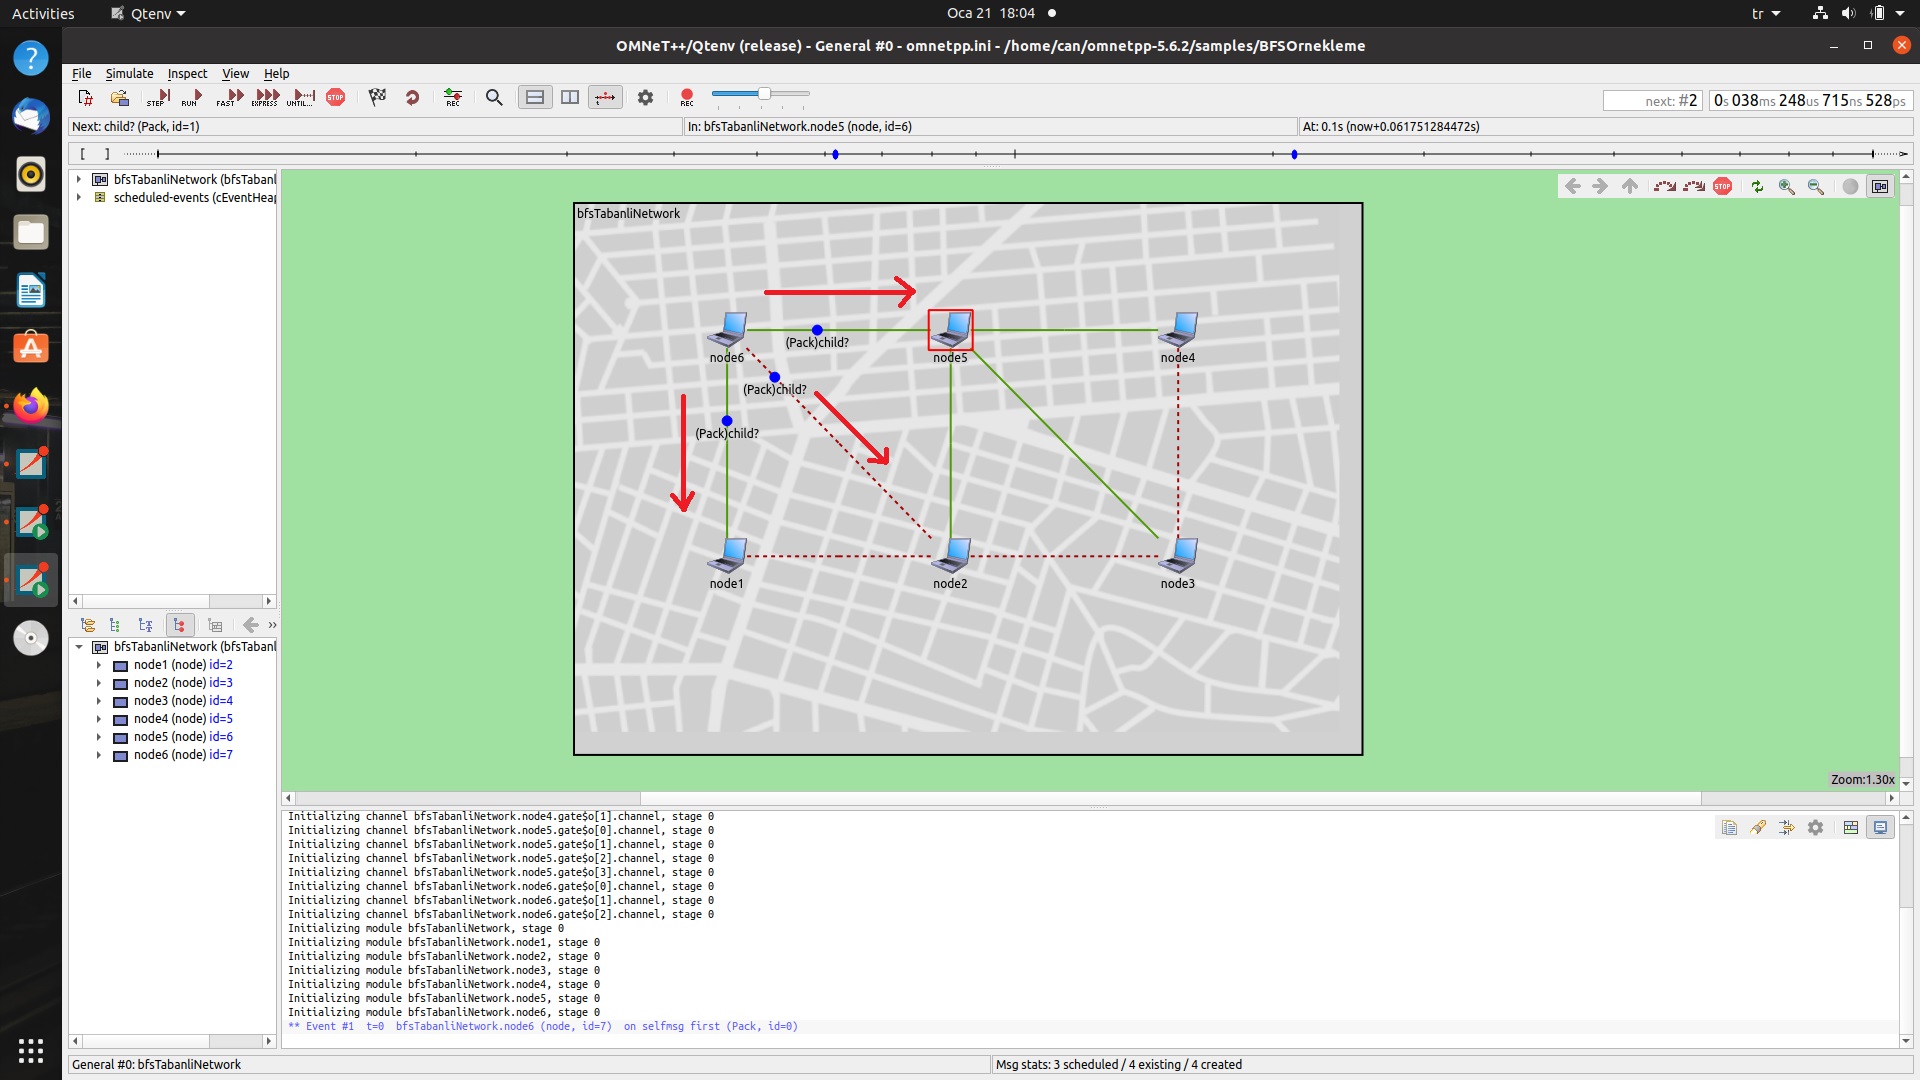 Activities
Qtenv
Oca 21 18:04
tr
OMNeT++/Qtenv (release) - General #0 - omnetpp.ini - /home/can/omnetpp-5.6.2/samples/BFSOrnekleme
File Simulate Inspect View Help
STEP RUN FAST EXPRESS UNTIL... STOP REC REC
next: #2
0s 038ms 248us 715ns 528ps
Next: child? (Pack, id=1)
In: bfsTabanliNetwork.node5 (node, id=6)
At: 0.1s (now+0.061751284472s)
[ ]
bfsTabanliNetwork (bfsTabanl
scheduled-events (cEventHeap
STOP
bfsTabanliNetwork
node6
(Pack)child?
node5
node4
(Pack)child?
(Pack)child?
node1
node2
node3
Zoom:1.30x
bfsTabanliNetwork (bfsTabanl
node1 (node) id=2
node2 (node) id=3
node3 (node) id=4
node4 (node) id=5
node5 (node) id=6
node6 (node) id=7
Initializing channel bfsTabanliNetwork.node4.gate$o[1].channel, stage 0
Initializing channel bfsTabanliNetwork.node5.gate$o[0].channel, stage 0
Initializing channel bfsTabanliNetwork.node5.gate$o[1].channel, stage 0
Initializing channel bfsTabanliNetwork.node5.gate$o[2].channel, stage 0
Initializing channel bfsTabanliNetwork.node5.gate$o[3].channel, stage 0
Initializing channel bfsTabanliNetwork.node6.gate$o[0].channel, stage 0
Initializing channel bfsTabanliNetwork.node6.gate$o[1].channel, stage 0
Initializing channel bfsTabanliNetwork.node6.gate$o[2].channel, stage 0
Initializing module bfsTabanliNetwork, stage 0
Initializing module bfsTabanliNetwork.node1, stage 0
Initializing module bfsTabanliNetwork.node2, stage 0
Initializing module bfsTabanliNetwork.node3, stage 0
Initializing module bfsTabanliNetwork.node4, stage 0
Initializing module bfsTabanliNetwork.node5, stage 0
Initializing module bfsTabanliNetwork.node6, stage 0
** Event #1 t=0 bfsTabanliNetwork.node6 (node, id=7) on selfmsg first (Pack, id=0)
General #0: bfsTabanliNetwork
Msg stats: 3 scheduled / 4 existing / 4 created